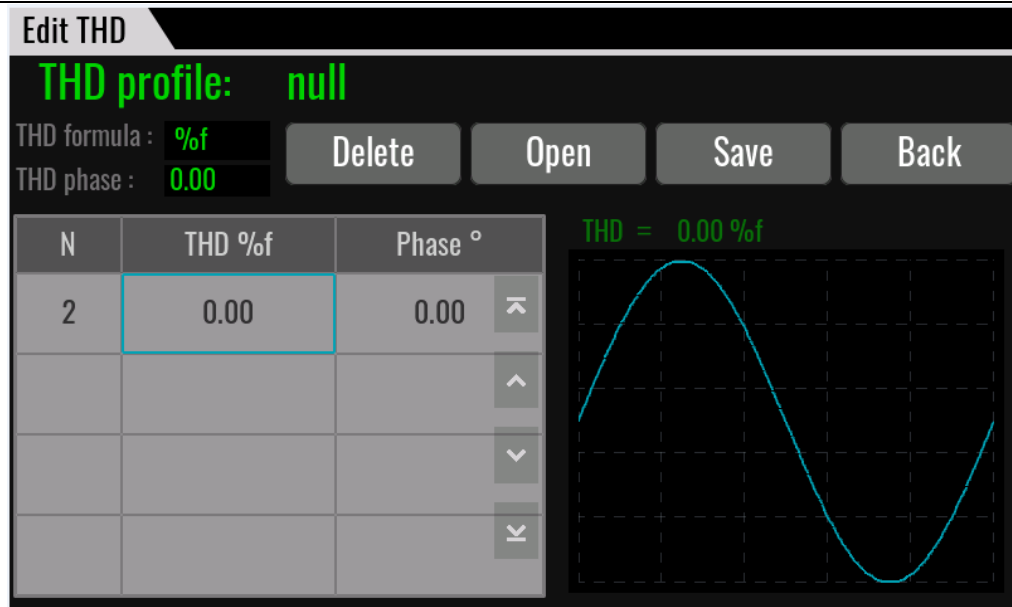 Edit THD
THD profile: null
THD formula : %f
THD phase : 0.00
Delete Open Save Back
N THD %f Phase °
2 0.00 0.00
THD = 0.00 %f